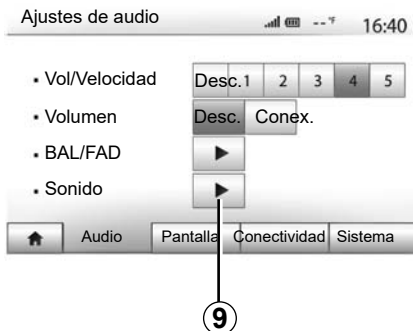 Ajustes de audio -- °F 16:40
• Vol/Velocidad Desc. 1 2 3 4 5
• Volumen Desc. Conex.
• BAL/FAD
• Sonido
Audio Pantalla Conectividad Sistema
9